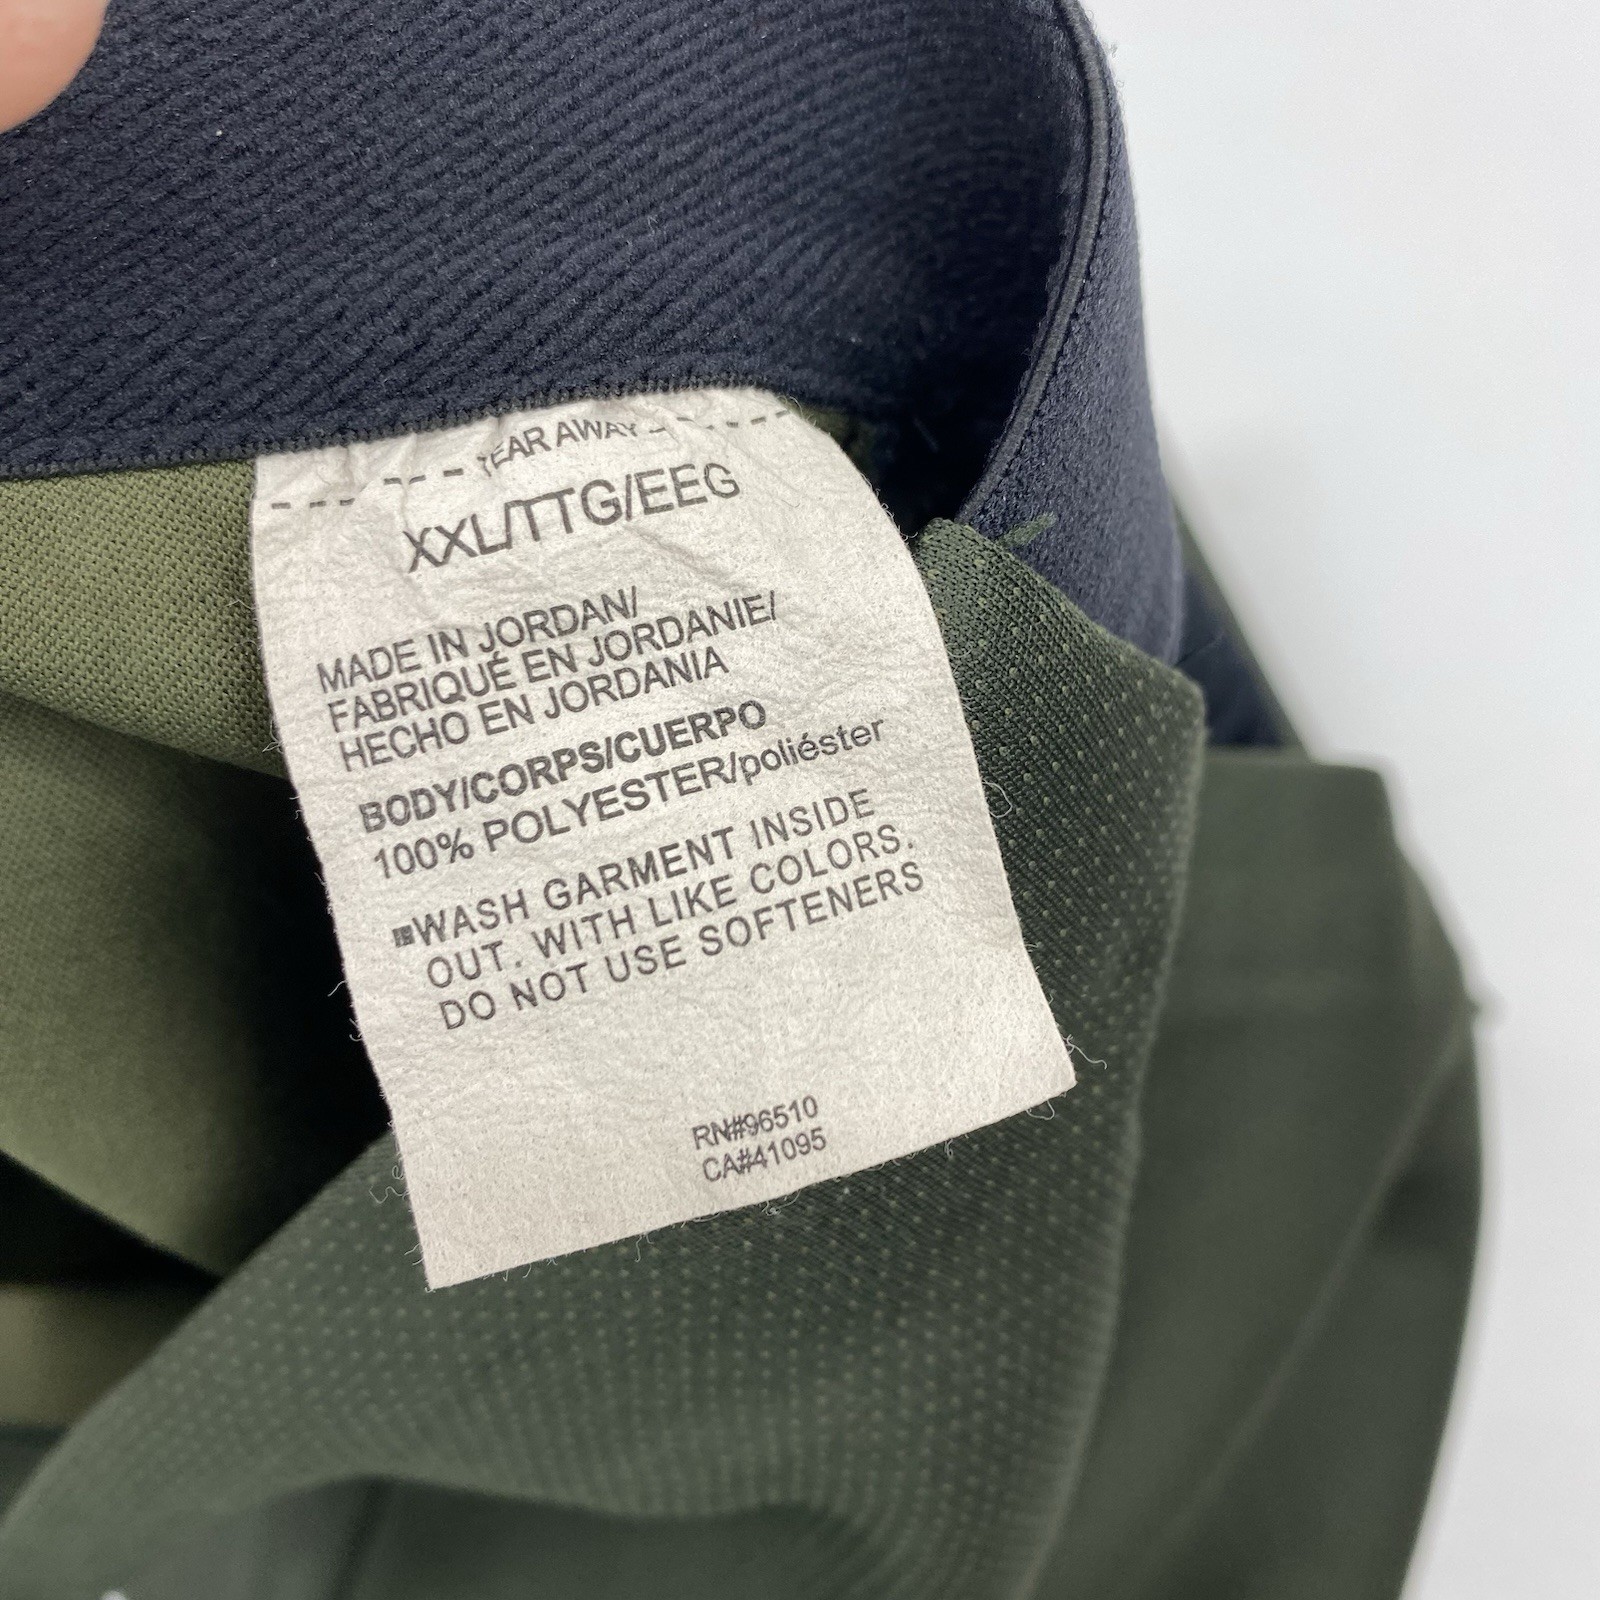 TEAR AWAY
XXL/TTG/EEG
MADE IN JORDAN/
FABRIQUÉ EN JORDANIE/
HECHO EN JORDANIA
BODY/CORPS/CUERPO
100% POLYESTER/poliéster
WASH GARMENT INSIDE
OUT. WITH LIKE COLORS.
DO NOT USE SOFTENERS
RN#96510
CA#41095